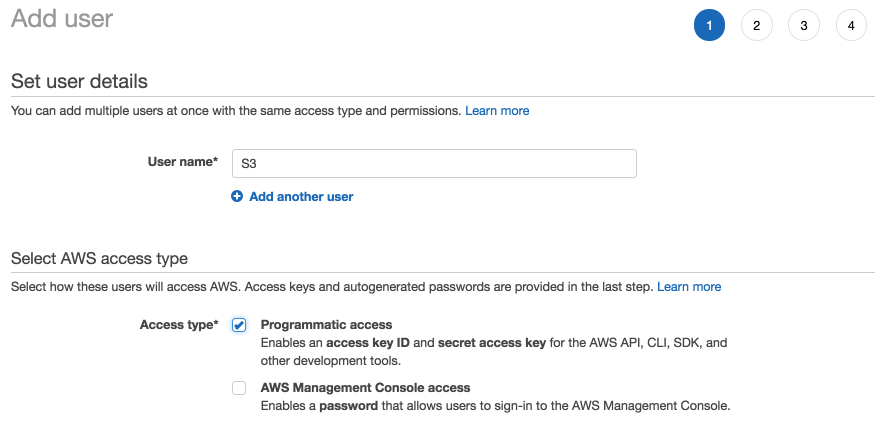 Add user
1 2 3 4
Set user details
You can add multiple users at once with the same access type and permissions. Learn more
User name* S3
Add another user
Select AWS access type
Select how these users will access AWS. Access keys and autogenerated passwords are provided in the last step. Learn more
Access type* Programmatic access
Enables an access key ID and secret access key for the AWS API, CLI, SDK, and
other development tools.
AWS Management Console access
Enables a password that allows users to sign-in to the AWS Management Console.